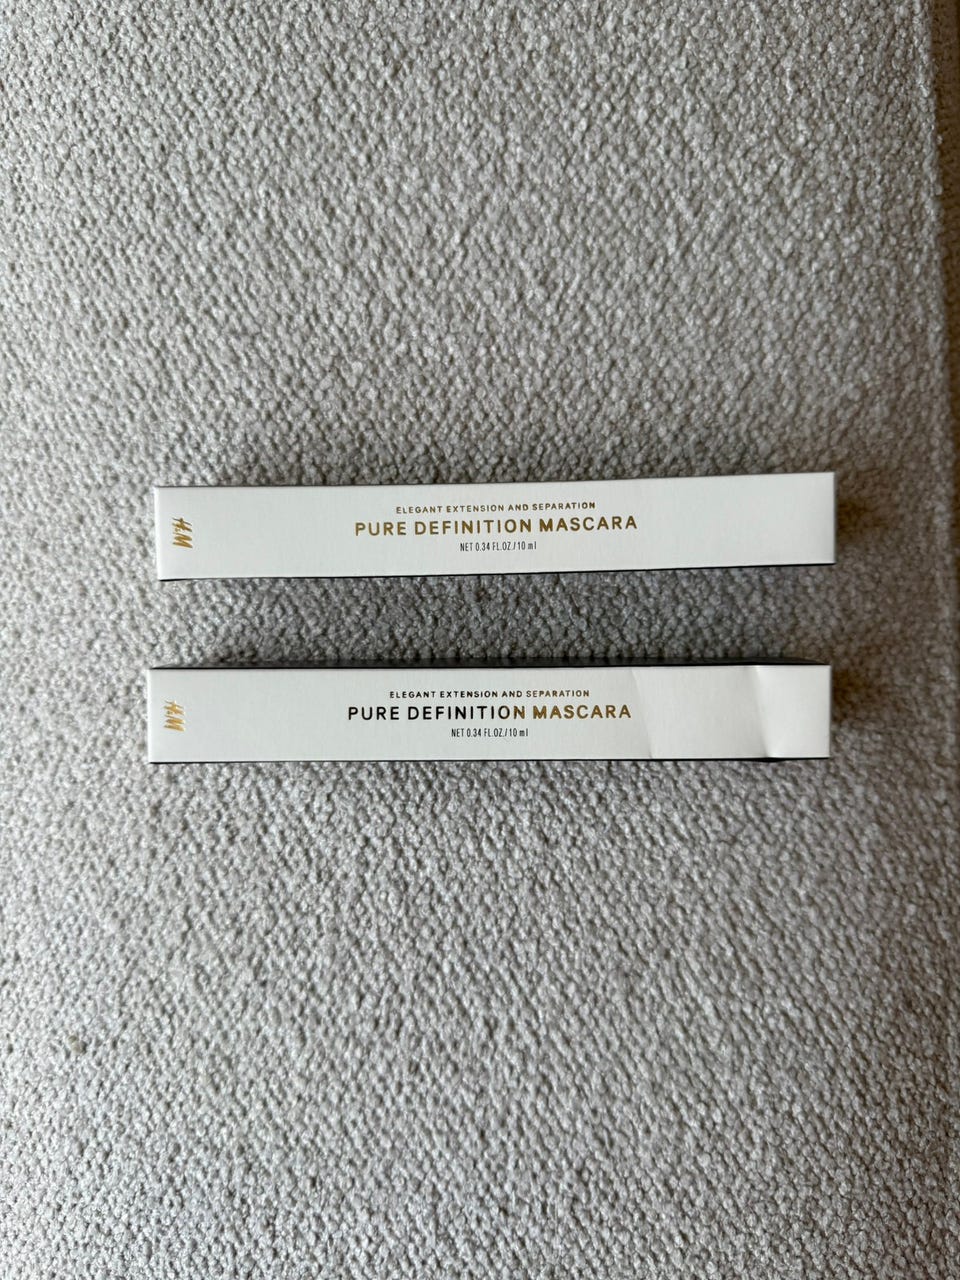 H&M
ELEGANT EXTENSION AND SEPARATION
PURE DEFINITION MASCARA
NET 0.34 FL.OZ./10 ml
H&M
ELEGANT EXTENSION AND SEPARATION
PURE DEFINITION MASCARA
NET 0.34 FL.OZ./10 ml